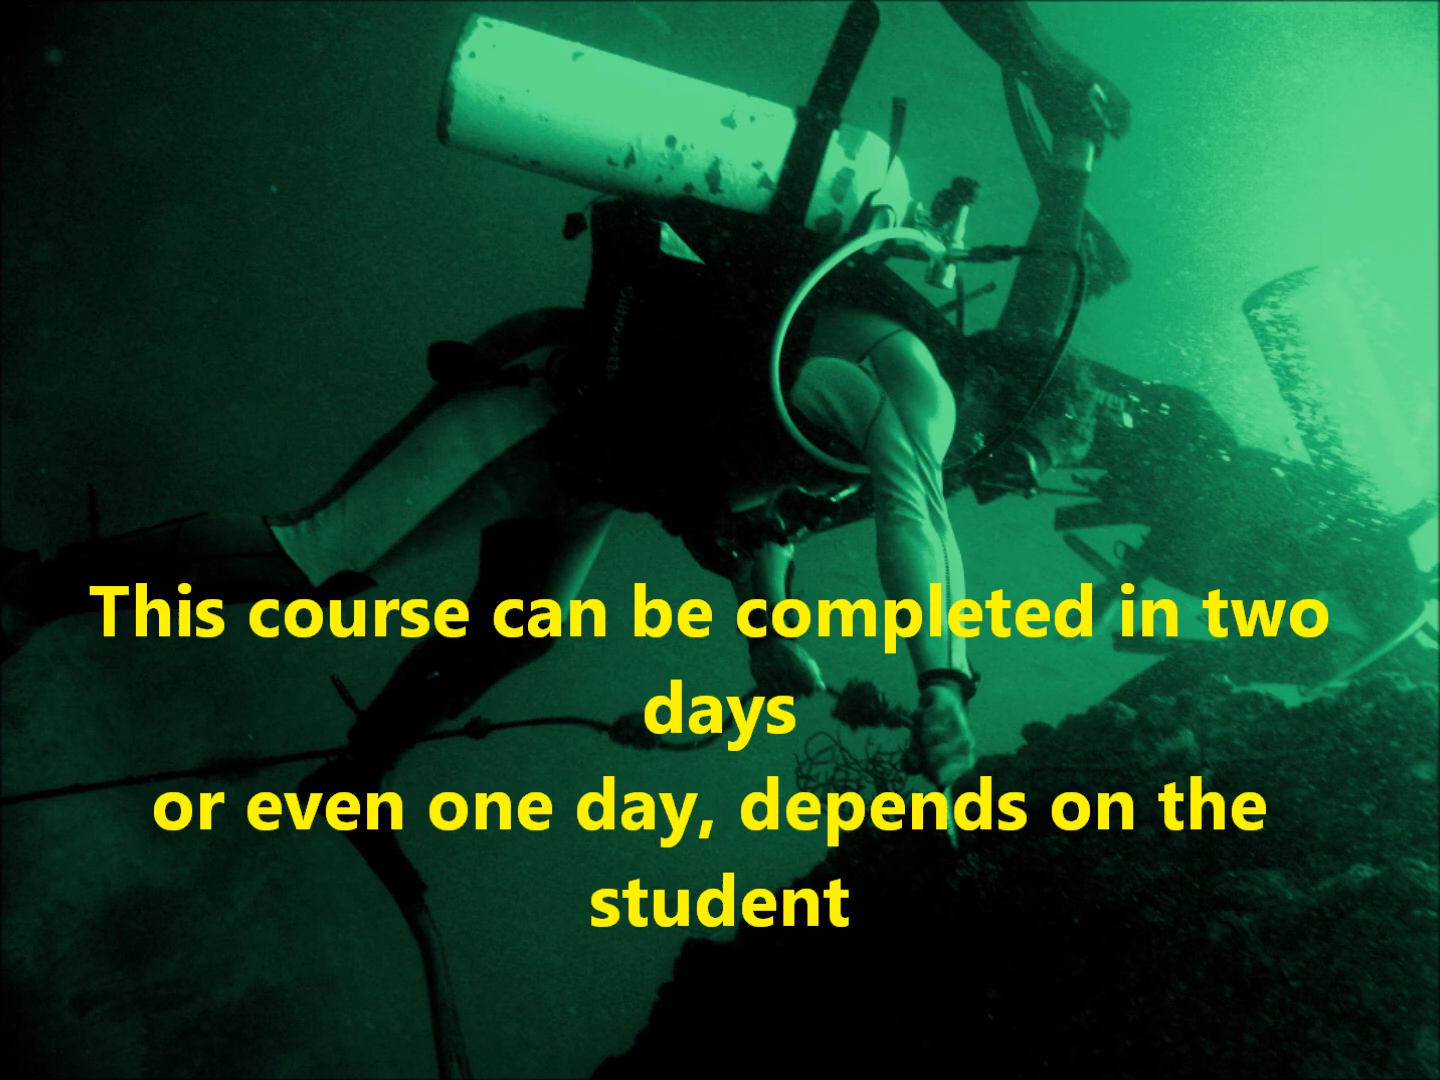 This course can be completed in two
days
or even one day, depends on the
student